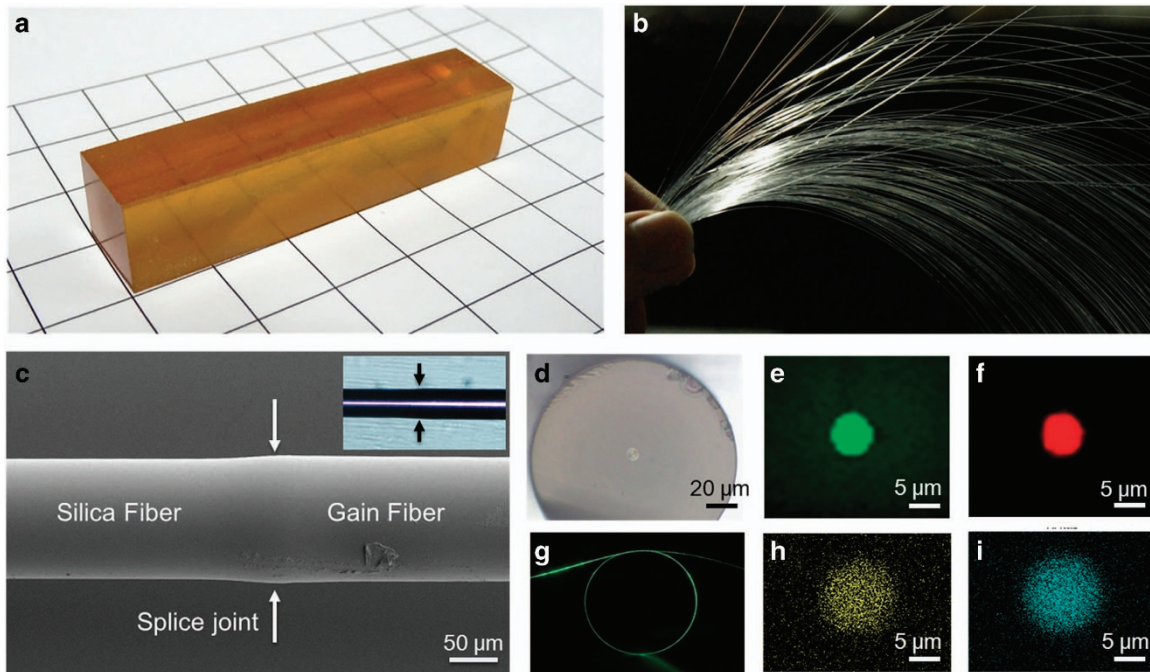 a
b
c
Silica Fiber
Gain Fiber
Splice joint
50 µm
d
20 µm
e
5 µm
f
5 µm
g
h
5 µm
i
5 µm